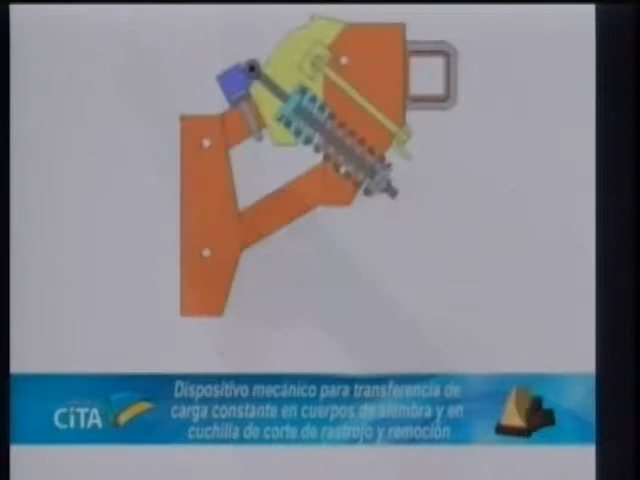 CiTA
Dispositivo mecánico para transferencia de
carga constante en cuerpos de siembra y en
cuchilla de corte de rastrojo y remoción